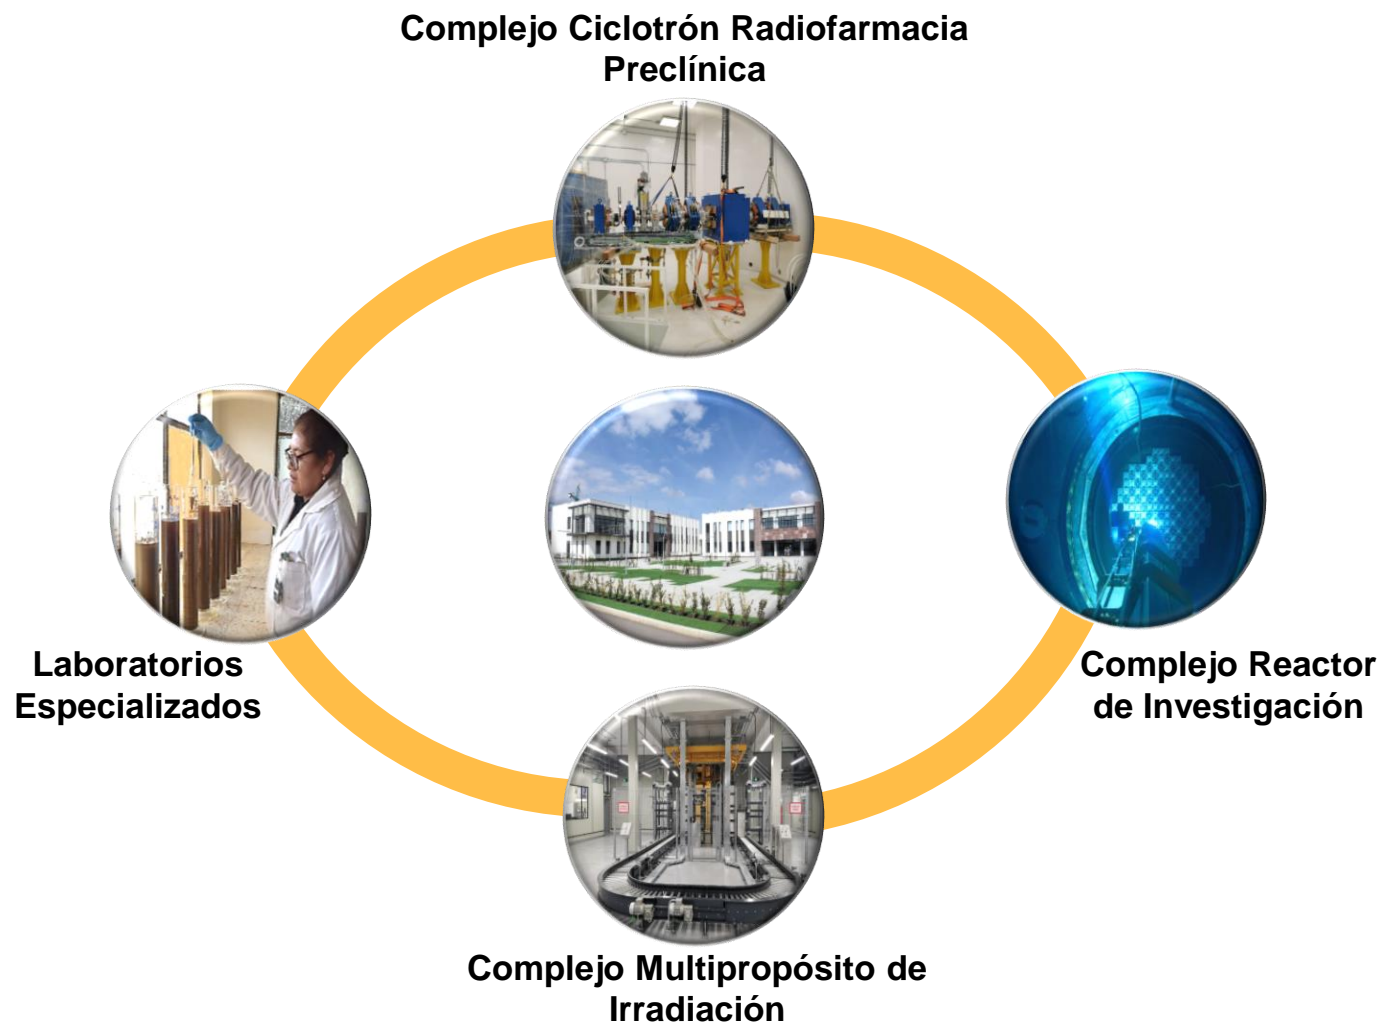 Complejo Ciclotrón Radiofarmacia
Preclínica
Laboratorios
Especializados
Complejo Reactor
de Investigación
Complejo Multipropósito de
Irradiación